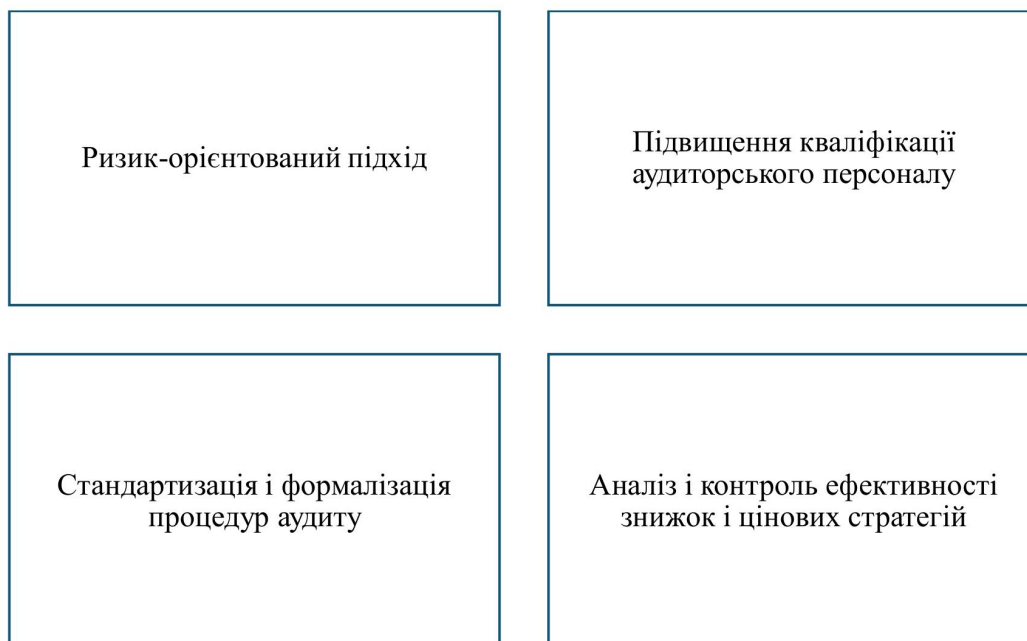 Ризик-орієнтований підхід
Підвищення кваліфікації
аудиторського персоналу
Стандартизація і формалізація
процедур аудиту
Аналіз і контроль ефективності
знижок і цінових стратегій